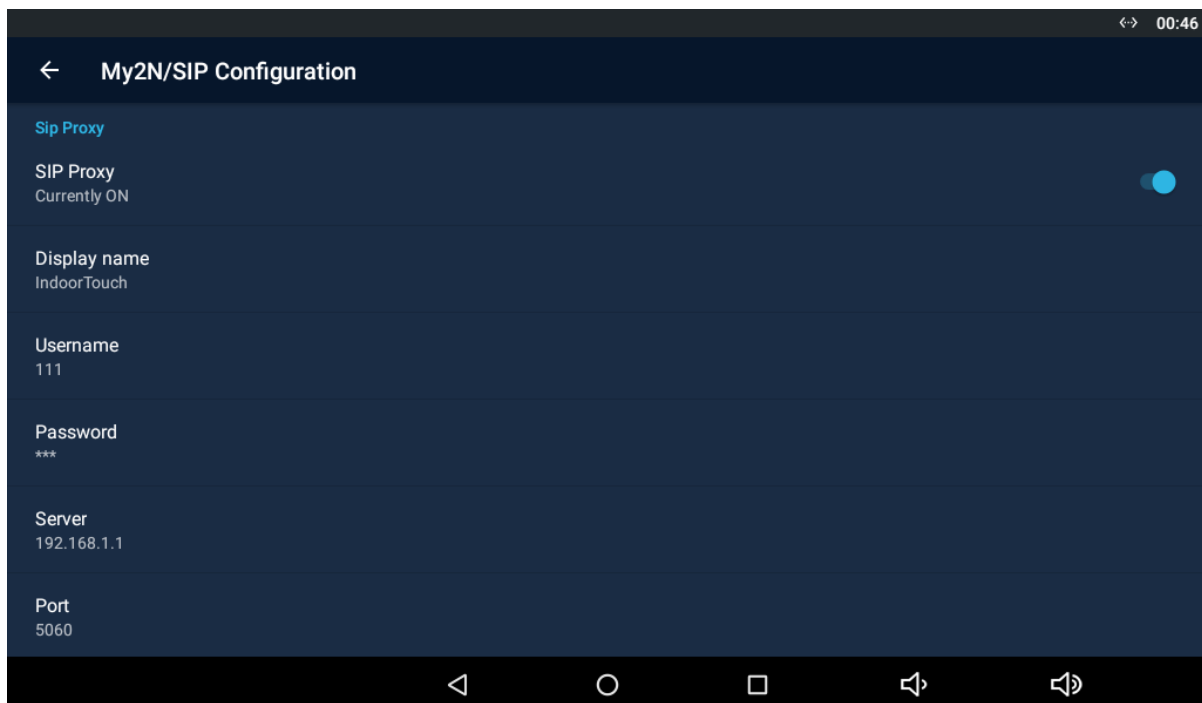 00:46
My2N/SIP Configuration
Sip Proxy
SIP Proxy
Currently ON
Display name
IndoorTouch
Username
111
Password
***
Server
192.168.1.1
Port
5060